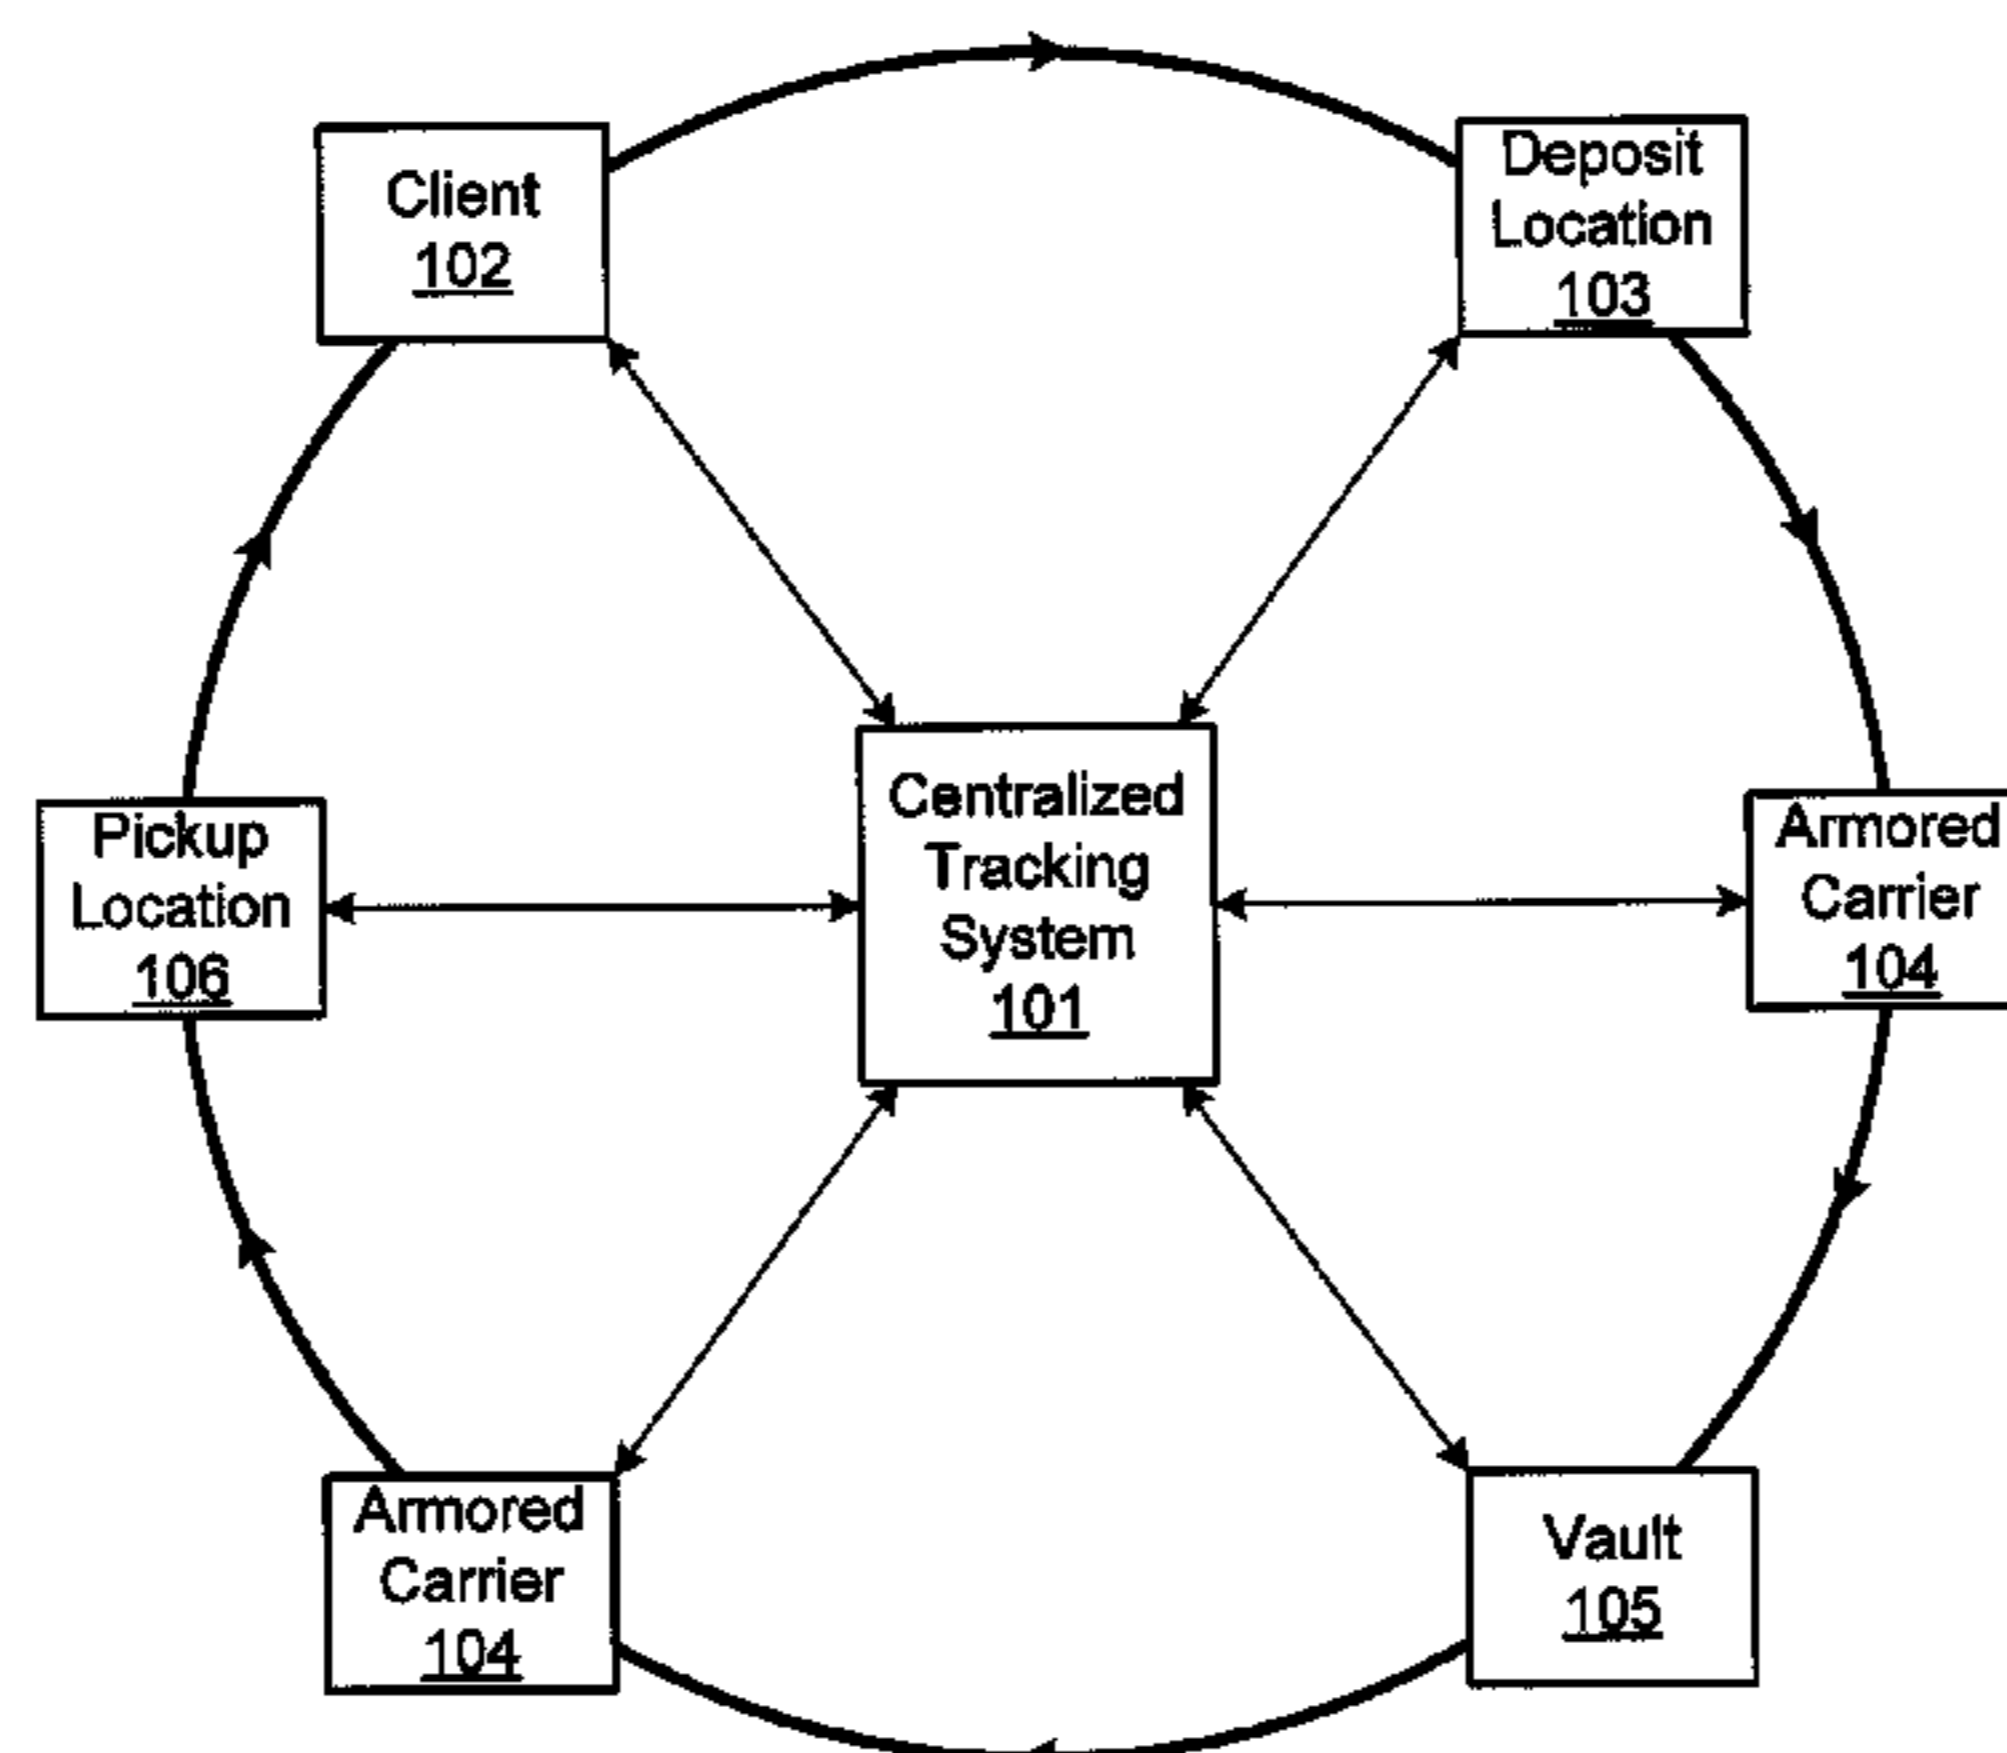 Client
102
Deposit
Location
103
Pickup
Location
106
Centralized
Tracking
System
101
Armored
Carrier
104
Armored
Carrier
104
Vault
105